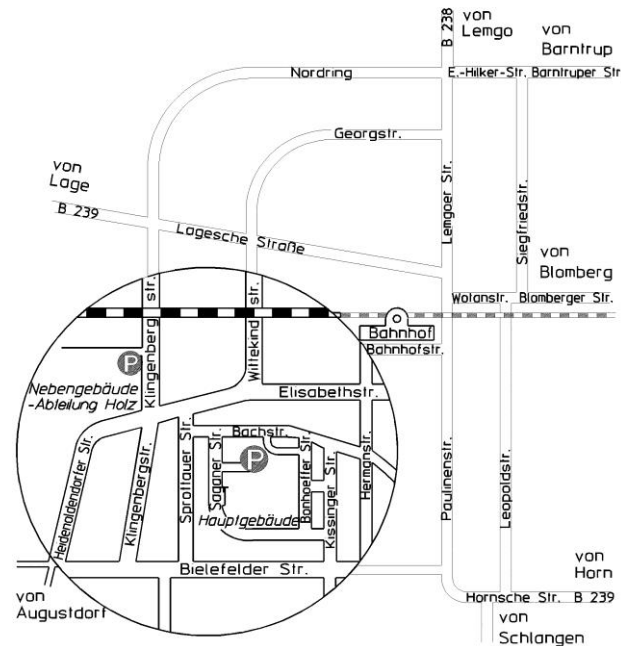 B 238
von
Lemgo
von
Barntrup
Nordring
E.-Hilker-Str. Barntruper Str
Georgstr.
Lemgoer Str.
Siegfriedstr.
von
Lage
B 239
Lagesche Straße
von
Blomberg
Wotanstr. Blomberger Str.
Klingenberg str.
Wittekind str.
Bahnhof
Bahnhofstr.
P
Nebengebäude
-Abteilung Holz
Elisabethstr.
Heidenoldendorfer Str.
Klingenbergstr.
Sprottauer Str.
Saganer Str.
Bachstr.
P
Hauptgebäude
Bonhoeffer Str.
Kissinger Str.
Hermanstr.
Paulinenstr.
Leopoldstr.
Bielefelder Str.
von
Augustdorf
von
Horn
Hornsche Str. B 239
von
Schlangen